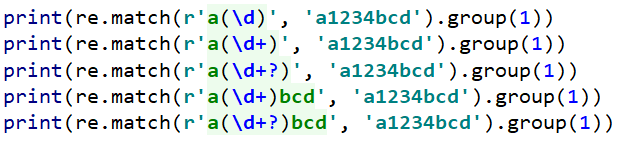 print(re.match(r'a(\d)', 'a1234bcd').group(1))
print(re.match(r'a(\d+)', 'a1234bcd').group(1))
print(re.match(r'a(\d+?)', 'a1234bcd').group(1))
print(re.match(r'a(\d+)bcd', 'a1234bcd').group(1))
print(re.match(r'a(\d+?)bcd', 'a1234bcd').group(1))